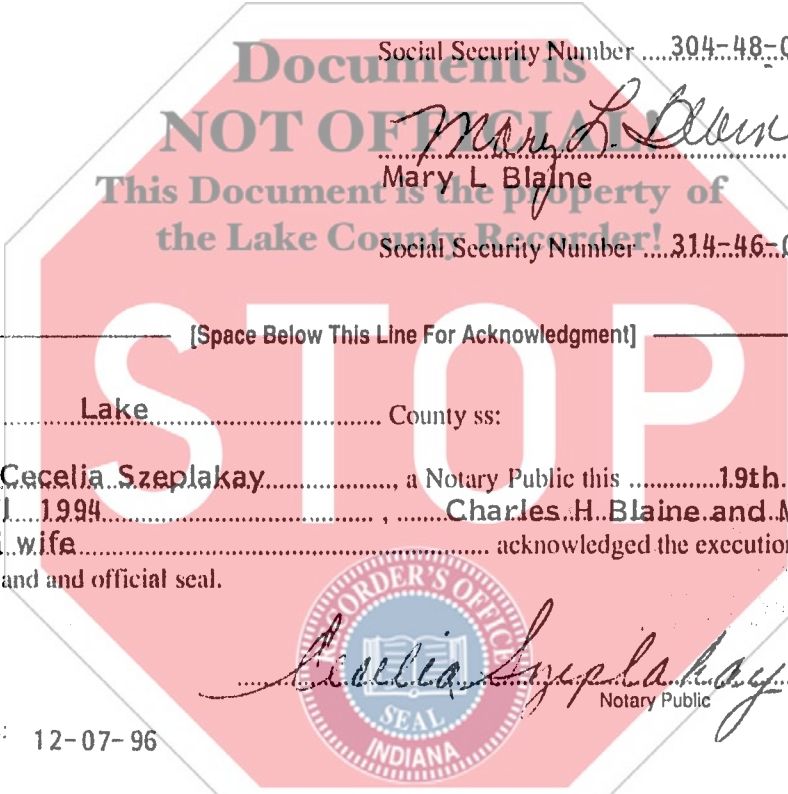 Social Security Number ....304-48-0
Document is
NOT OFFICIAL!
Mary L. Blain
Mary L Blaine
This Document is the property of
the Lake County Recorder!
Social Security Number ....314-46-0
STOP
[Space Below This Line For Acknowledgment]
Lake County ss:
Cecelia Szeplakay, a Notary Public this 19th
l 1994, Charles H Blaine and M
wife acknowledged the execution
and and official seal.
RECORDER'S OFFICE
SEAL
INDIANA
Cecelia Szeplakay
Notary Public
: 12-07-96